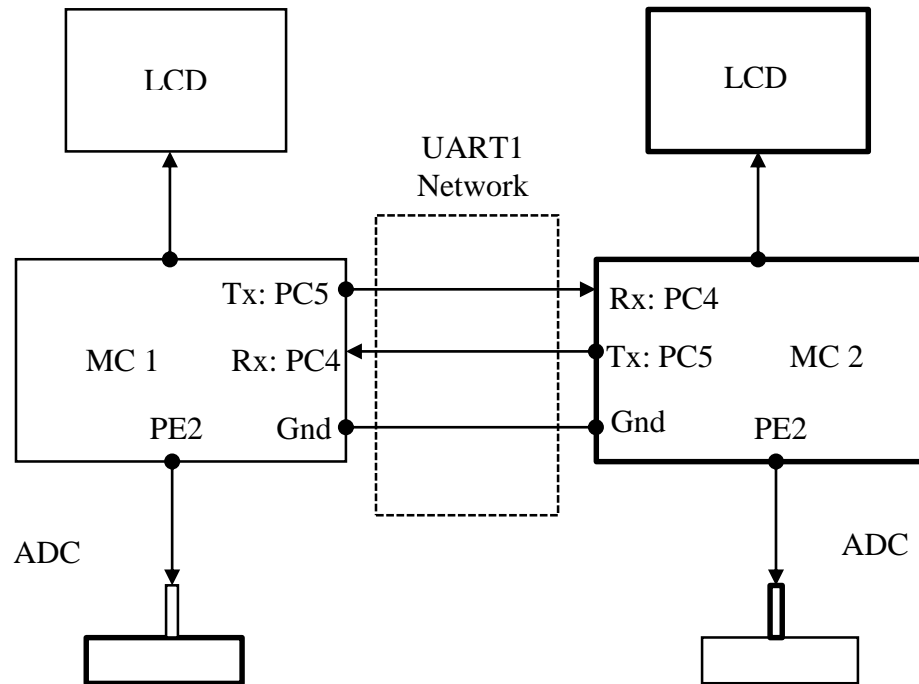 LCD
LCD
UART1
Network
Tx: PC5
Rx: PC4
MC 1
Rx: PC4
Tx: PC5
MC 2
PE2
Gnd
Gnd
PE2
ADC
ADC